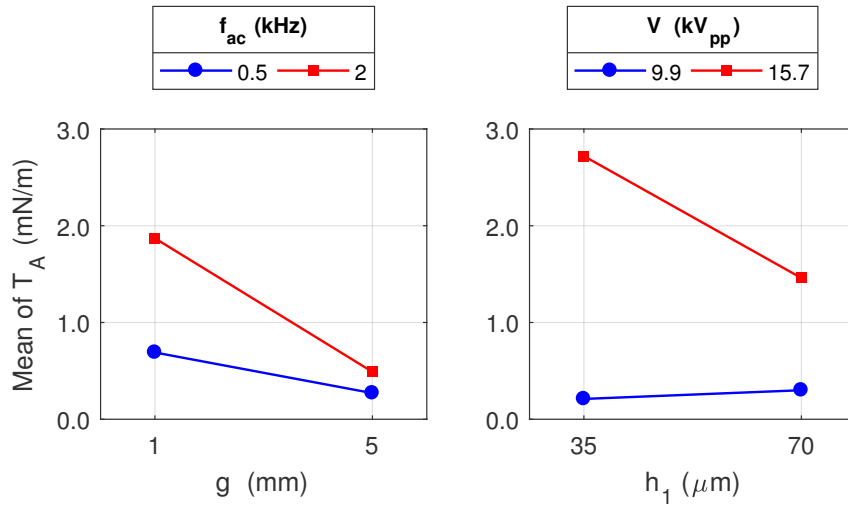 f_ac (kHz)
0.5 2
V (kV_pp)
9.9 15.7
Mean of T_A (mN/m)
3.0
2.0
1.0
0.0
1 5
g (mm)
3.0
2.0
1.0
0.0
35 70
h_1 (μm)